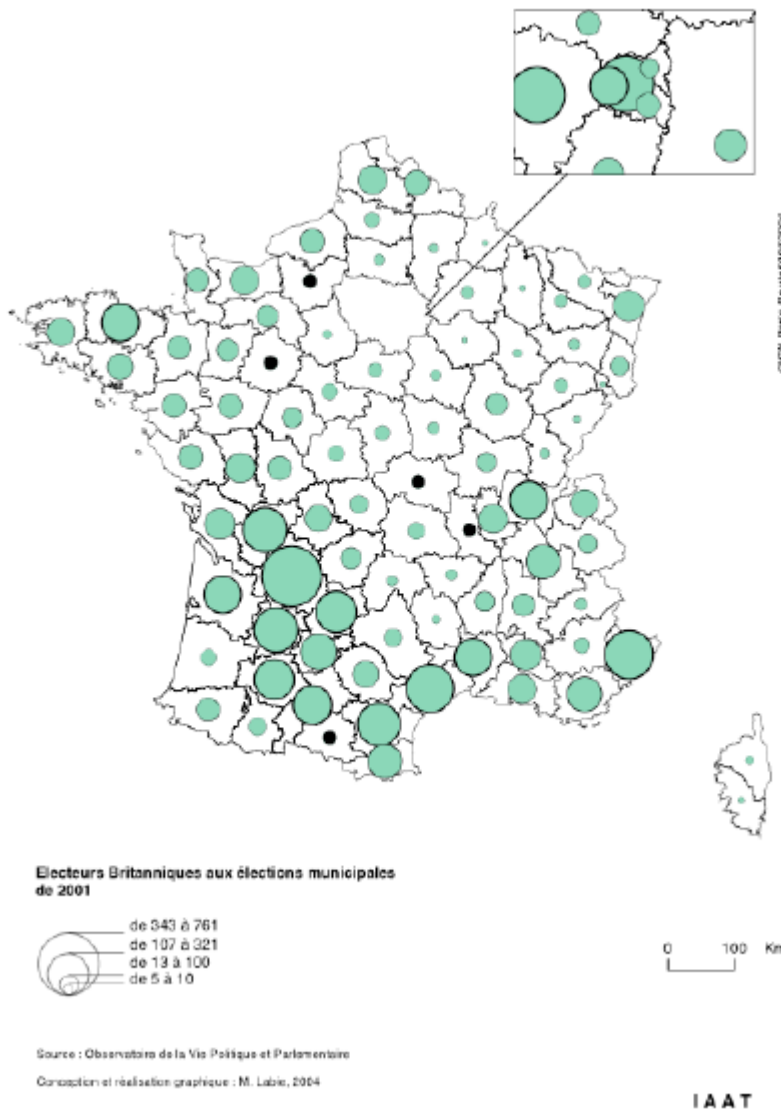 Electeurs Britanniques aux élections municipales
de 2001
de 343 à 761
de 107 à 321
de 13 à 100
de 5 à 10
0 100 Km
Source : Observatoire de la Vie Politique et Parlementaire
Conception et réalisation graphique : M. Labie, 2004
I A A T